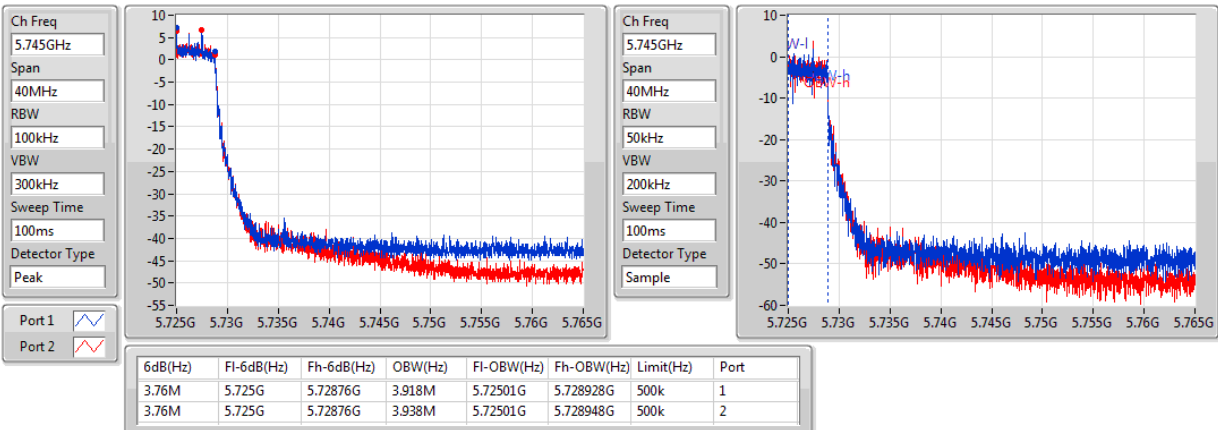 Ch Freq
5.745GHz
Span
40MHz
RBW
100kHz
VBW
300kHz
Sweep Time
100ms
Detector Type
Peak
Port 1
Port 2
10
5
0
-5
-10
-15
-20
-25
-30
-35
-40
-45
-50
-55
5.725G 5.73G 5.735G 5.74G 5.745G 5.75G 5.755G 5.76G 5.765G
Ch Freq
5.745GHz
Span
40MHz
RBW
50kHz
VBW
200kHz
Sweep Time
100ms
Detector Type
Sample
10
0
-10
-20
-30
-40
-50
-60
5.725G 5.73G 5.735G 5.74G 5.745G 5.75G 5.755G 5.76G 5.765G
6dB(Hz) Fl-6dB(Hz) Fh-6dB(Hz) OBW(Hz) Fl-OBW(Hz) Fh-OBW(Hz) Limit(Hz) Port
3.76M 5.725G 5.72876G 3.918M 5.72501G 5.728928G 500k 1
3.76M 5.725G 5.72876G 3.938M 5.72501G 5.728948G 500k 2